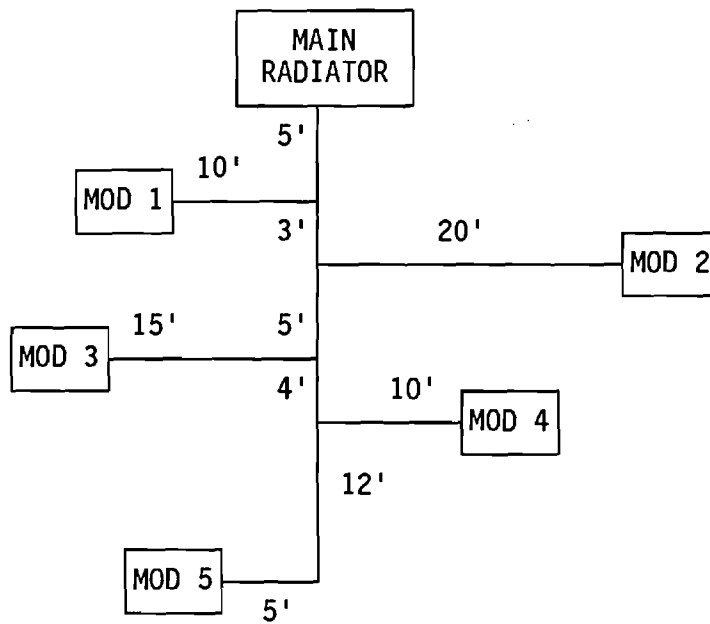 MAIN
RADIATOR
5'
10'
MOD 1
3'
20'
MOD 2
15'
5'
MOD 3
4'
10'
MOD 4
12'
MOD 5
5'